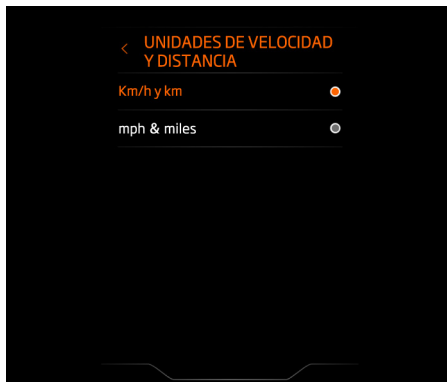 UNIDADES DE VELOCIDAD
Y DISTANCIA
Km/h y km
mph & miles